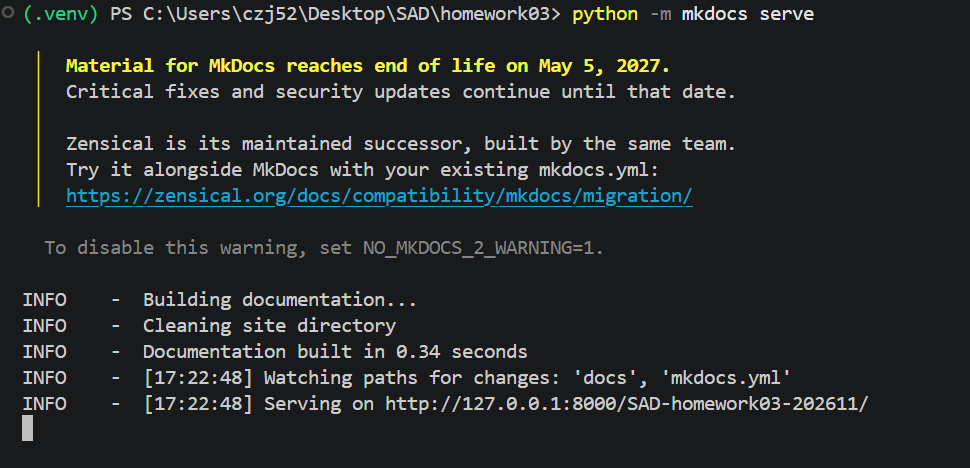 (.venv) PS C:\Users\czj52\Desktop\SAD\homework03> python -m mkdocs serve
Material for MkDocs reaches end of life on May 5, 2027.
Critical fixes and security updates continue until that date.
Zensical is its maintained successor, built by the same team.
Try it alongside MkDocs with your existing mkdocs.yml:
https://zensical.org/docs/compatibility/mkdocs/migration/
To disable this warning, set NO_MKDOCS_2_WARNING=1.
INFO    -  Building documentation...
INFO    -  Cleaning site directory
INFO    -  Documentation built in 0.34 seconds
INFO    -  [17:22:48] Watching paths for changes: 'docs', 'mkdocs.yml'
INFO    -  [17:22:48] Serving on http://127.0.0.1:8000/SAD-homework03-202611/